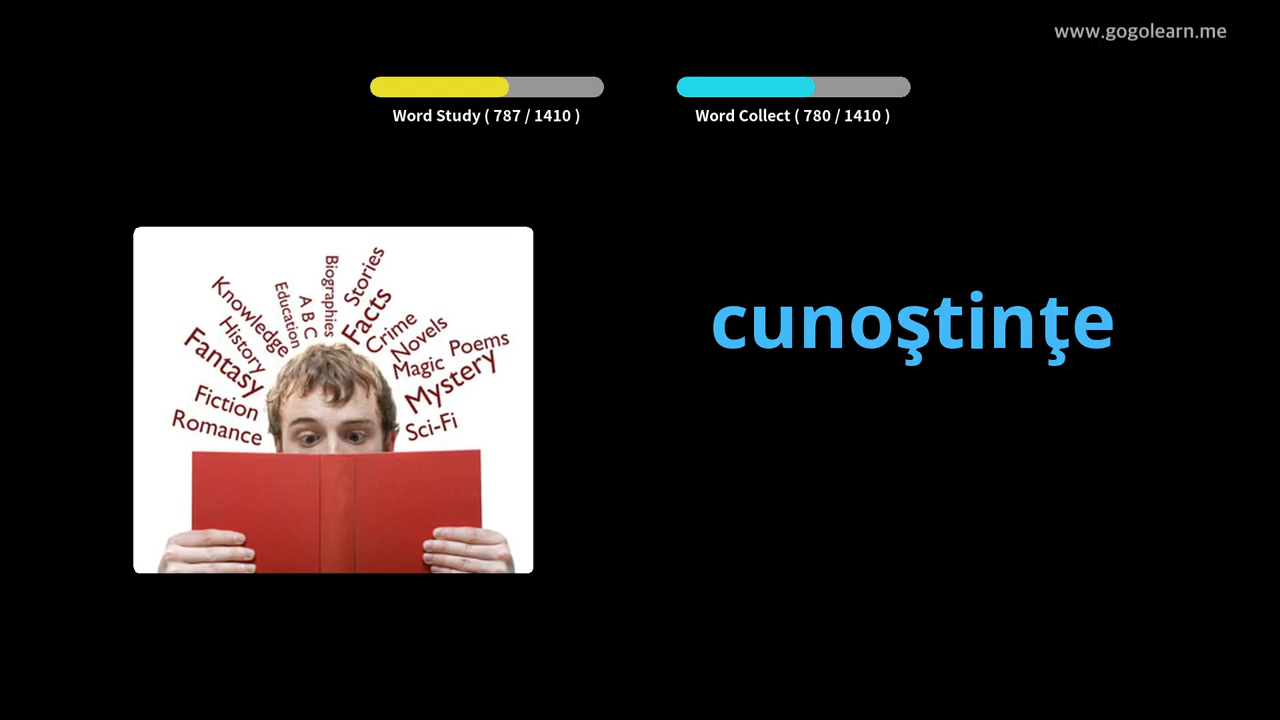 www.gogolearn.me
Word Study ( 787 / 1410 )
Word Collect ( 780 / 1410 )
Biographies
Stories
Education
A B C
Facts
Knowledge
Crime
History
Novels
Poems
Fantasy
Magic
Mystery
Fiction
Romance
Sci-Fi
cunoştinţe